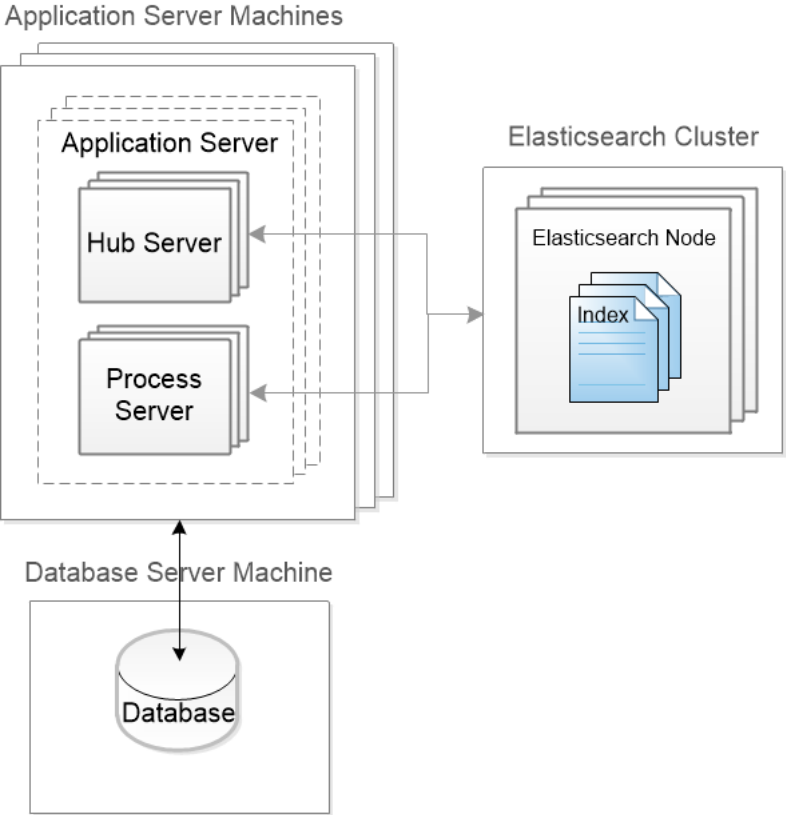 Application Server Machines
Application Server
Hub Server
Process
Server
Elasticsearch Cluster
Elasticsearch Node
Index
Database Server Machine
Database